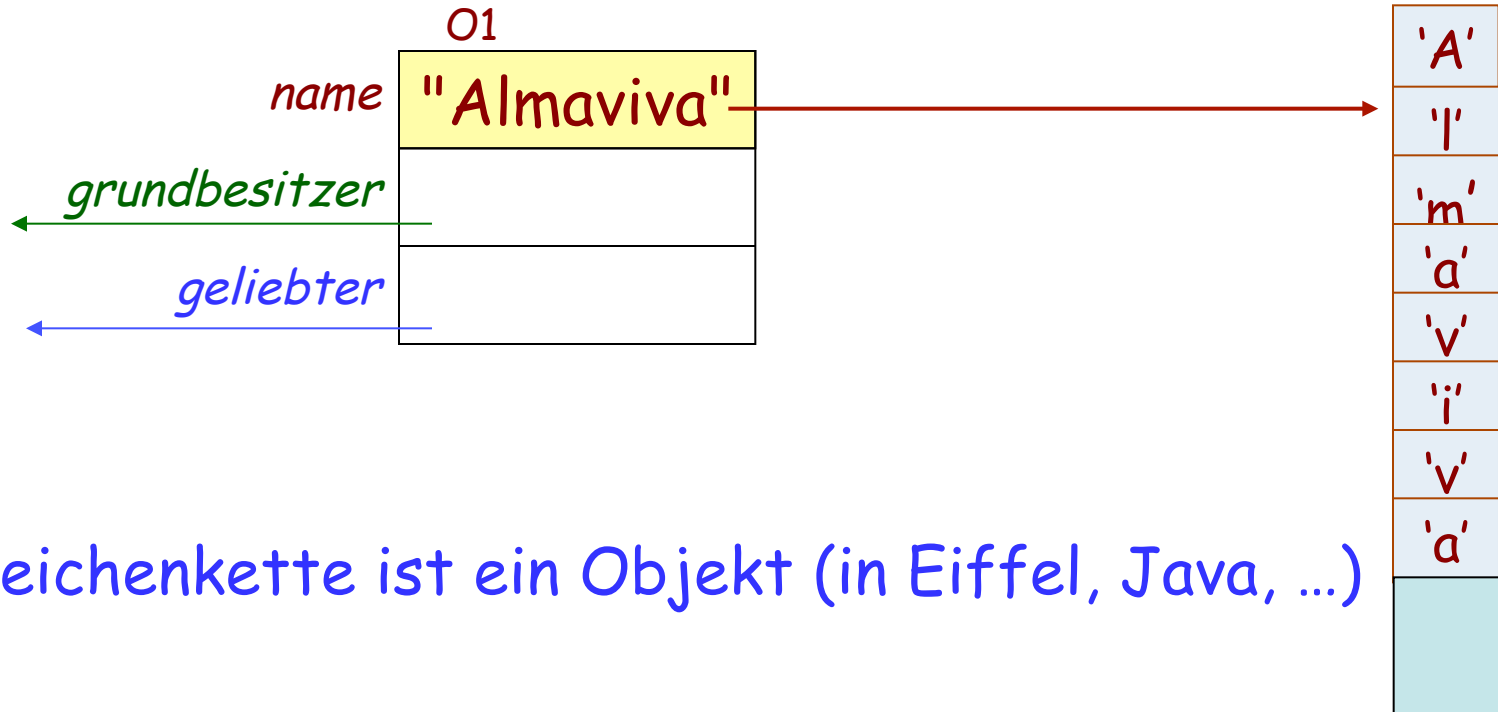 O1
name "Almaviva"
grundbesitzer
geliebter
'A'
'l'
'm'
'a'
'v'
'i'
'v'
'a'
eichenkette ist ein Objekt (in Eiffel, Java, …)